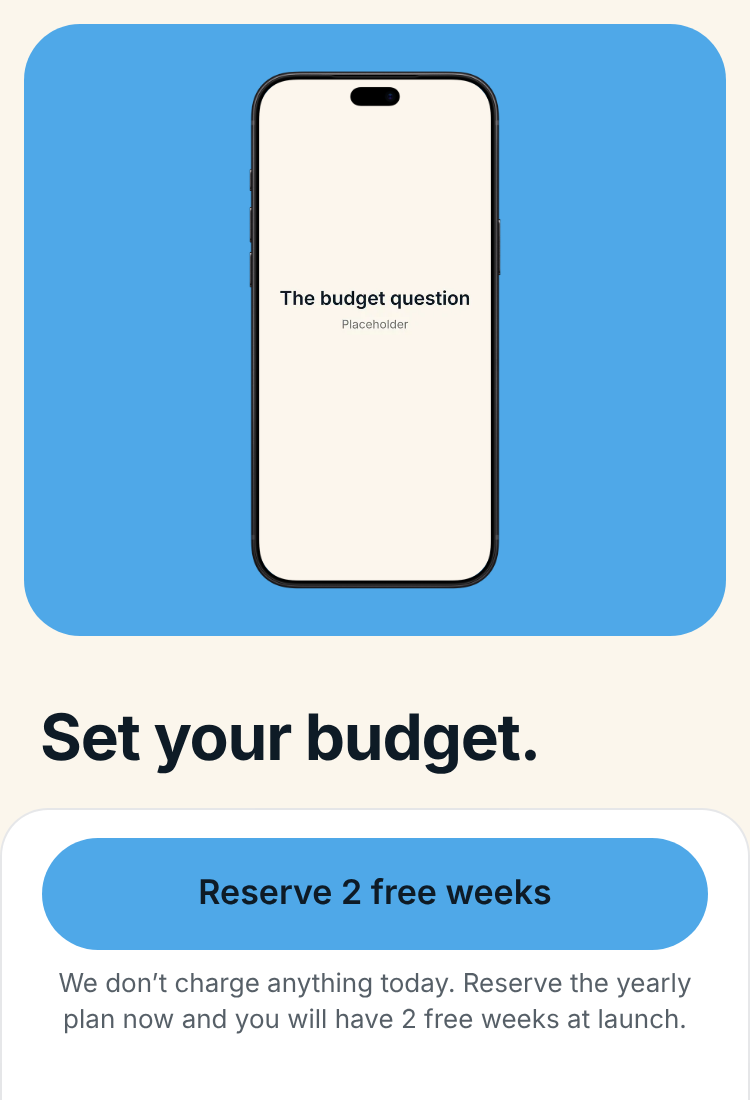 The budget question
Placeholder
Set your budget.
Reserve 2 free weeks
We don’t charge anything today. Reserve the yearly
plan now and you will have 2 free weeks at launch.